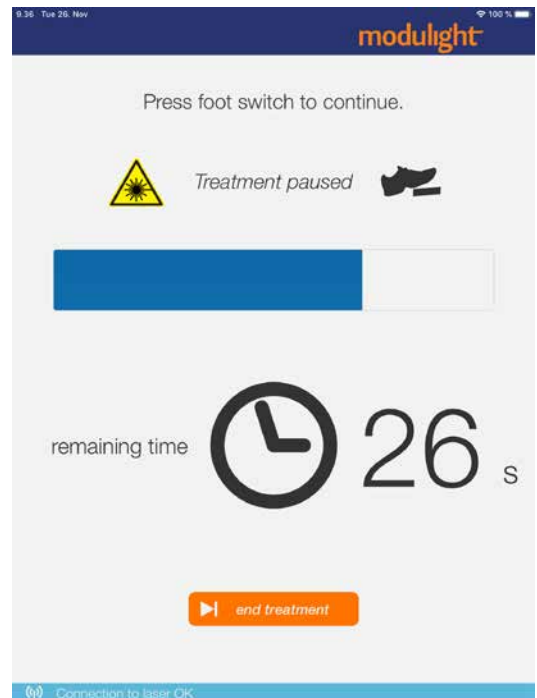 9.36 Tue 26. Nov
100 %
modulight
Press foot switch to continue.
Treatment paused
remaining time
26 s
end treatment
Connection to laser OK